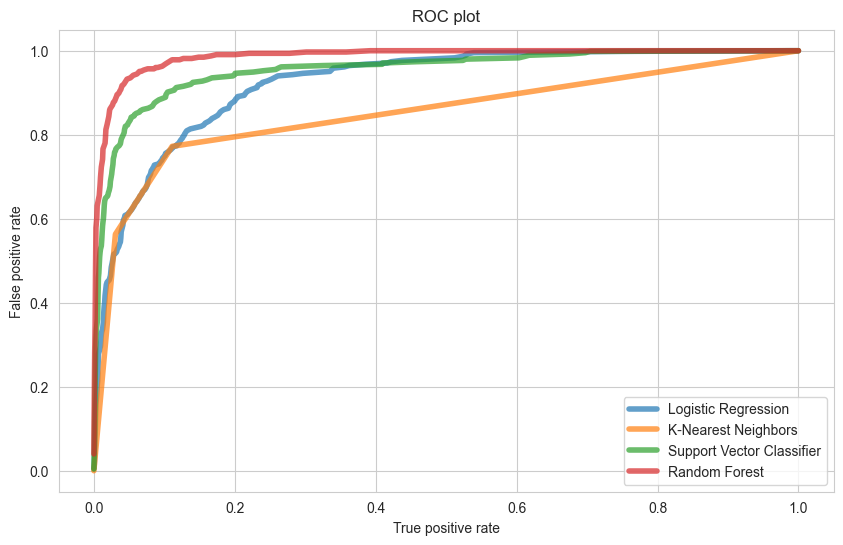 ROC plot
1.0
0.8
0.6
0.4
0.2
0.0
False positive rate
0.0 0.2 0.4 0.6 0.8 1.0
True positive rate
Logistic Regression
K-Nearest Neighbors
Support Vector Classifier
Random Forest